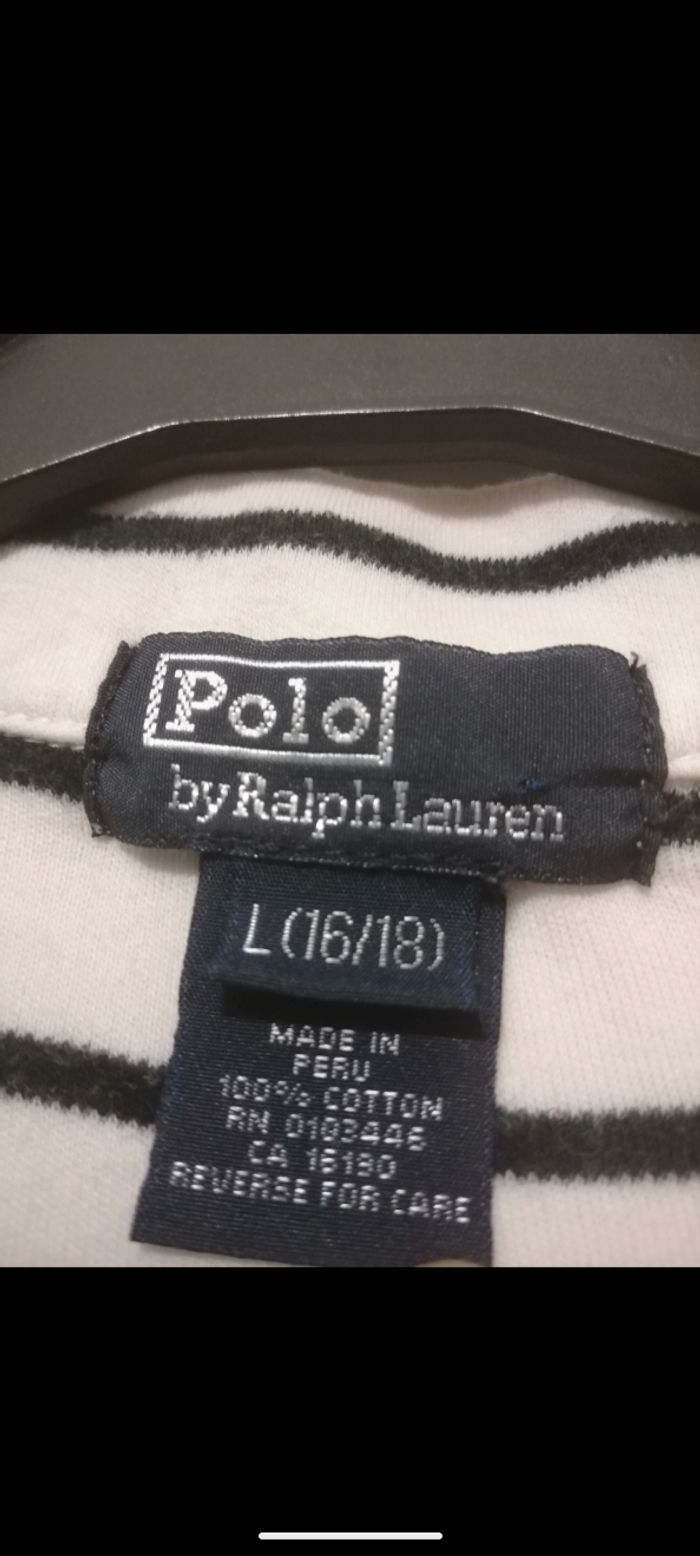 Polo
by Ralph Lauren
L (16/18)
MADE IN
PERU
100% COTTON
RN 0103446
CA 16190
REVERSE FOR CARE